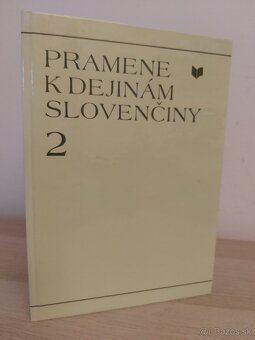 PRAMENE
K DEJINÁM
SLOVENČINY
2